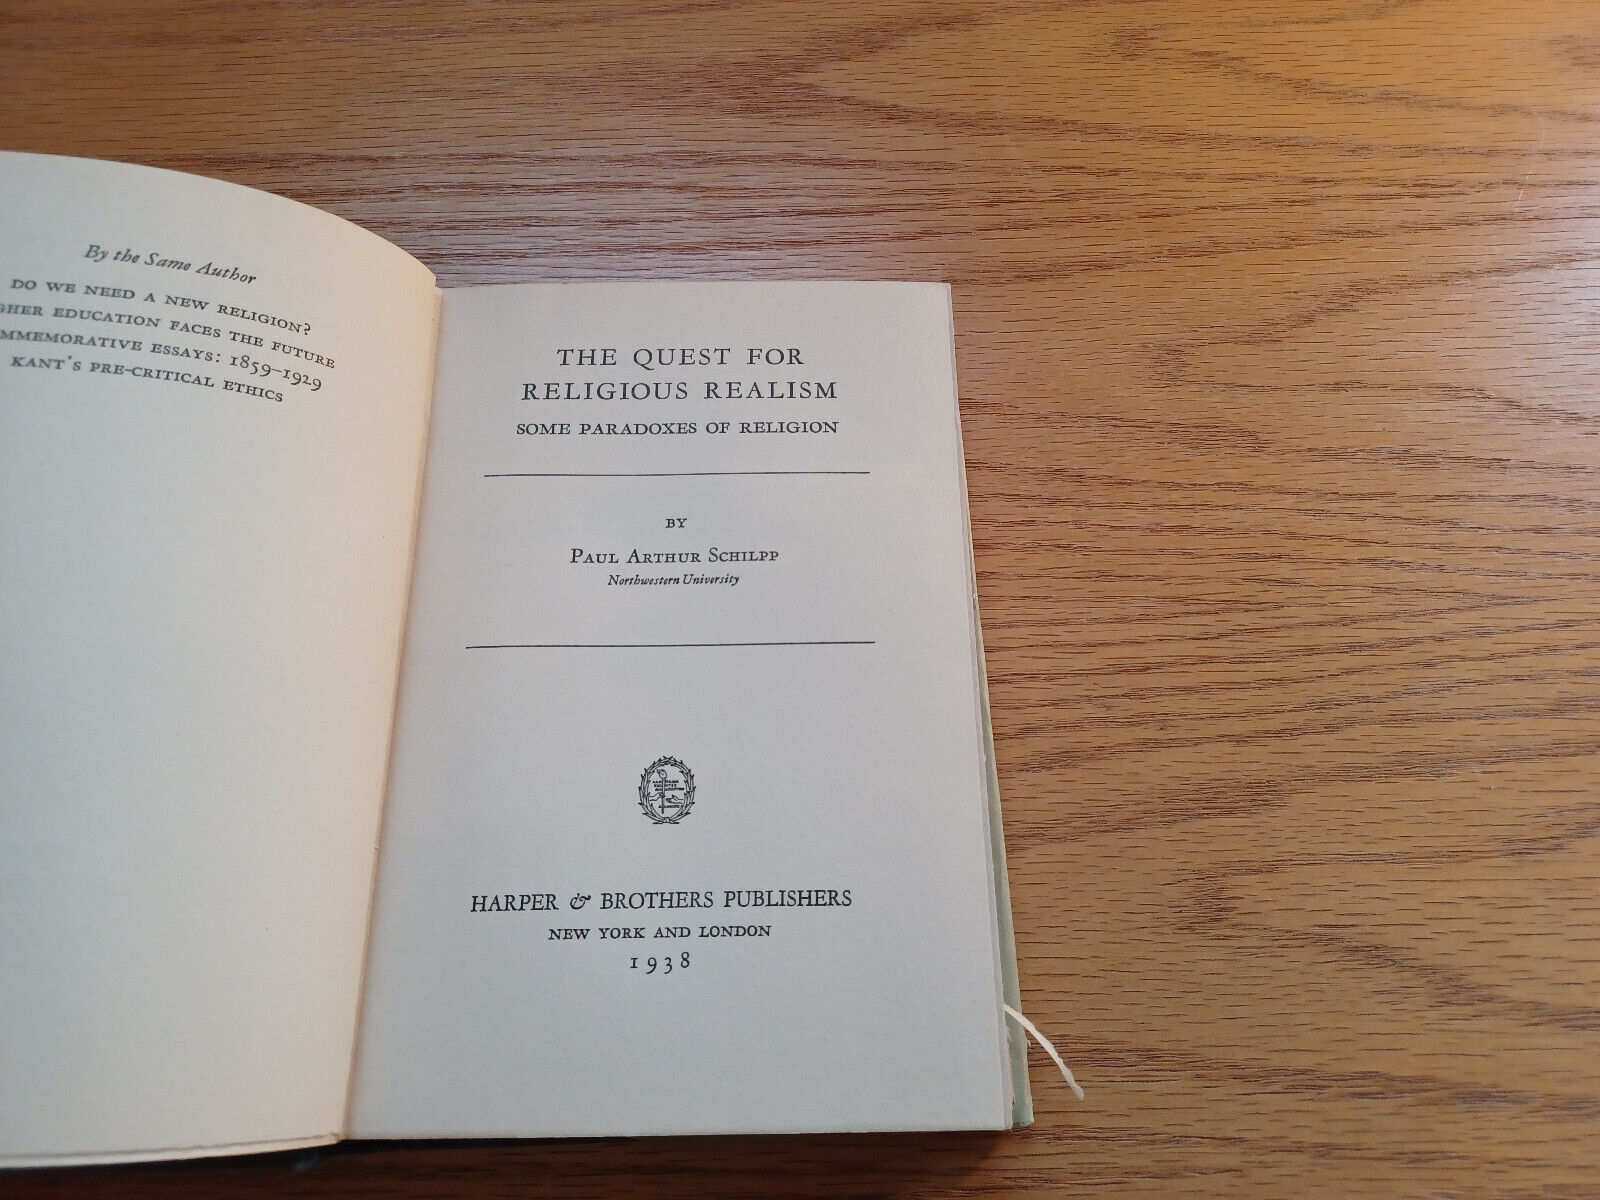 By the Same Author
DO WE NEED A NEW RELIGION?
EDUCATION FACES THE FUTURE
ESSAYS: 1859–1929
KANT'S PRE-CRITICAL ETHICS
THE QUEST FOR
RELIGIOUS REALISM
SOME PARADOXES OF RELIGION
BY
PAUL ARTHUR SCHILPP
Northwestern University
HARPER & BROTHERS PUBLISHERS
NEW YORK AND LONDON
1938